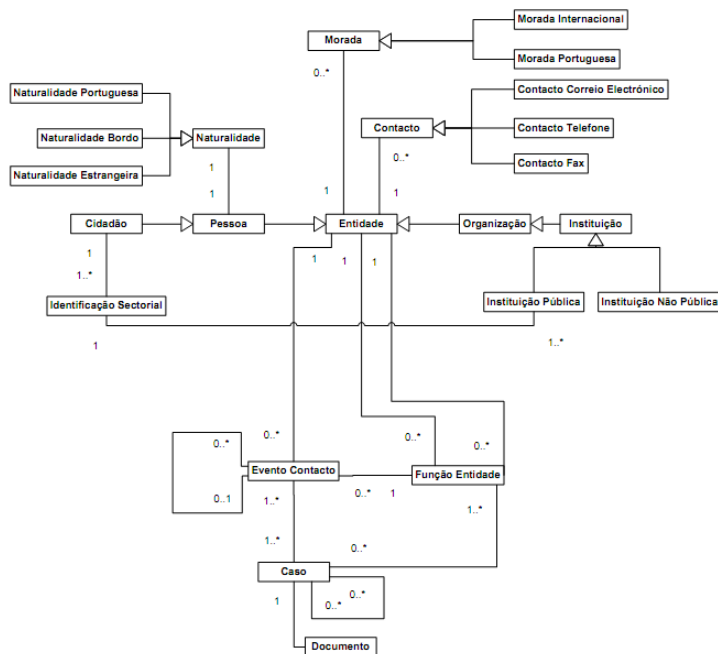 Morada Internacional
Morada
Morada Portuguesa
0..*
Naturalidade Portuguesa
Contacto Correio Electrónico
Naturalidade Bordo
Naturalidade
Contacto
Contacto Telefone
0..*
Contacto Fax
Naturalidade Estrangeira
1
1
1
1
Cidadão
Pessoa
Entidade
Organização
Instituição
1
1
1
1
1..*
Identificação Sectorial
Instituição Pública
Instituição Não Pública
1
1..*
0..*
0..*
0..*
0..*
Evento Contacto
Função Entidade
0..1
1..*
0..*
1
1..*
1..*
0..*
Caso
1
0..*
0..*
Documento